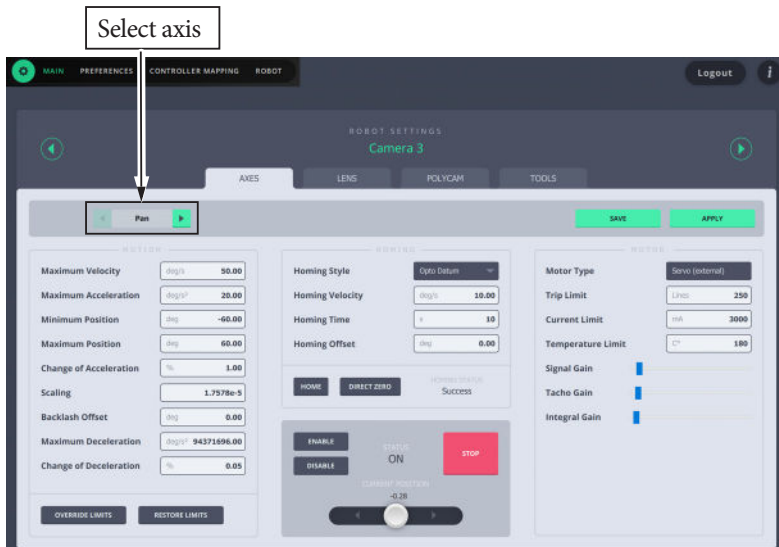 Select axis
MAIN PREFERENCES CONTROLLER MAPPING ROBOT Logout i
ROBOT SETTINGS
Camera 3
AXES LENS POLYCAM TOOLS
Pan SAVE APPLY
MOTION
Maximum Velocity deg/s 50.00
Maximum Acceleration deg/s² 20.00
Minimum Position deg -60.00
Maximum Position deg 60.00
Change of Acceleration % 1.00
Scaling 1.7578e-5
Backlash Offset deg 0.00
Maximum Deceleration deg/s² 94371696.00
Change of Deceleration % 0.05
OVERRIDE LIMITS RESTORE LIMITS
HOMING
Homing Style Opto Datum
Homing Velocity deg/s 10.00
Homing Time s 10
Homing Offset deg 0.00
HOMING STATUS
HOME DIRECT ZERO Success
ENABLE STATUS STOP
DISABLE ON
CURRENT POSITION
-0.28
MOTOR
Motor Type Servo (external)
Trip Limit Lines 250
Current Limit mA 3000
Temperature Limit C° 180
Signal Gain
Tacho Gain
Integral Gain